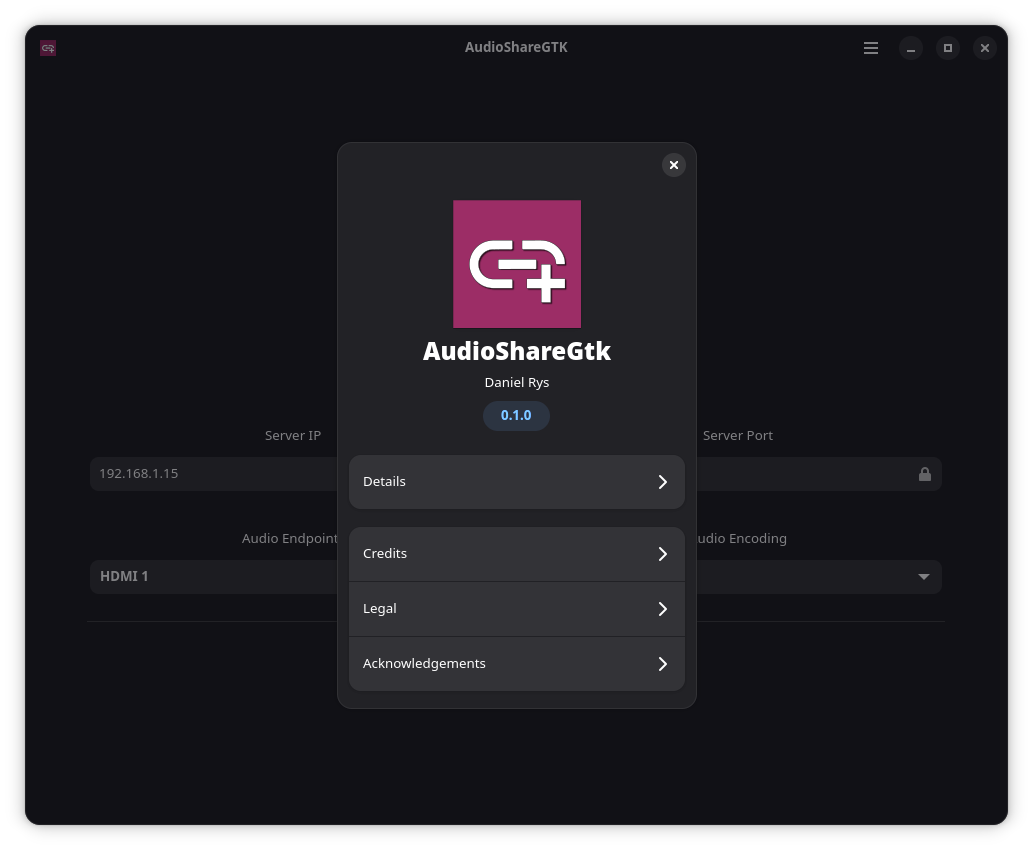 AudioShareGTK
AudioShareGtk
Daniel Rys
0.1.0
Server IP
Server Port
192.168.1.15
Details
Audio Endpoint
Encoding
HDMI 1
Credits
Legal
Acknowledgements